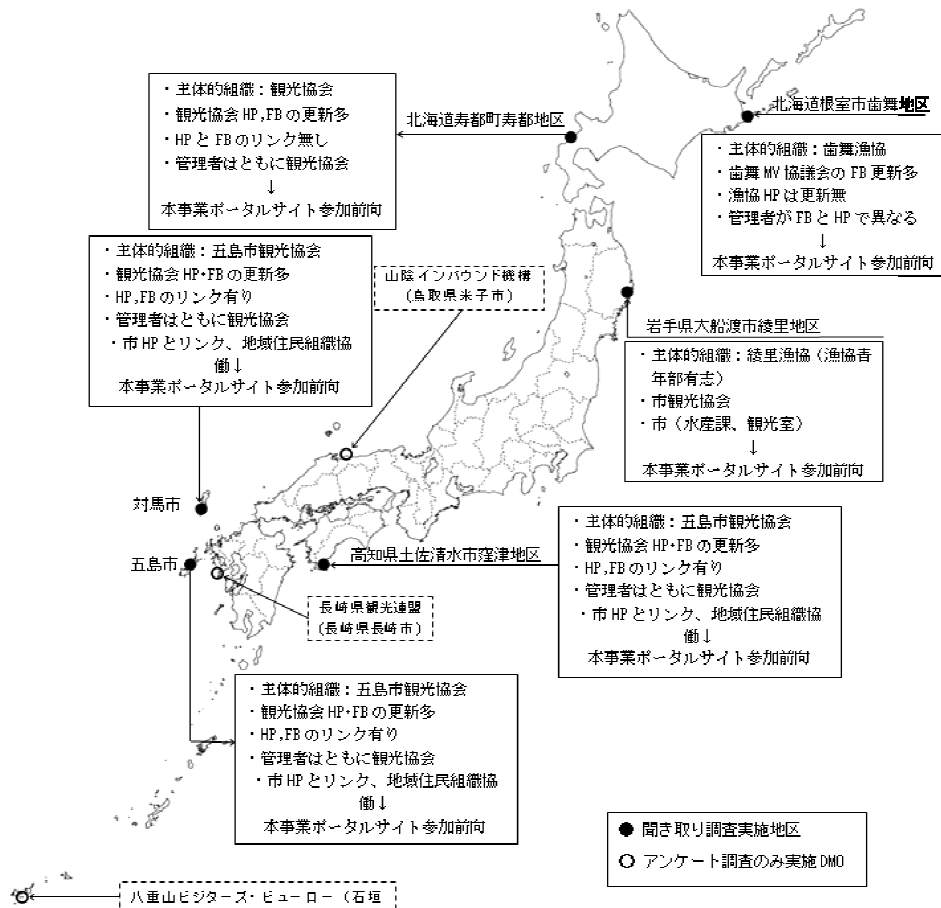 ・主体的組織：観光協会
・観光協会 HP,FB の更新多
・HP と FB のリンク無し
・管理者はともに観光協会
↓
本事業ポータルサイト参加前向
北海道寿都町寿都地区
北海道根室市歯舞地区
・主体的組織：歯舞漁協
・歯舞 MV 協議会の FB 更新多
・漁協 HP は更新無
・管理者が FB と HP で異なる
↓
本事業ポータルサイト参加前向
・主体的組織：五島市観光協会
・観光協会 HP・FB の更新多
・HP,FB のリンク有り
・管理者はともに観光協会
・市 HP とリンク、地域住民組織協
働↓
本事業ポータルサイト参加前向
山陰インバウンド機構
(鳥取県米子市)
岩手県大船渡市綾里地区
・主体的組織：綾里漁協（漁協青
年部有志）
・市観光協会
・市（水産課、観光室）
↓
本事業ポータルサイト参加前向
対馬市
五島市
高知県土佐清水市窪津地区
・主体的組織：五島市観光協会
・観光協会 HP・FB の更新多
・HP,FB のリンク有り
・管理者はともに観光協会
・市 HP とリンク、地域住民組織協
働↓
本事業ポータルサイト参加前向
長崎県観光連盟
(長崎県長崎市)
・主体的組織：五島市観光協会
・観光協会 HP・FB の更新多
・HP,FB のリンク有り
・管理者はともに観光協会
・市 HP とリンク、地域住民組織協
働↓
本事業ポータルサイト参加前向
● 聞き取り調査実施地区
○ アンケート調査のみ実施 DMO
八重山ビジターズ・ビューロー（石垣